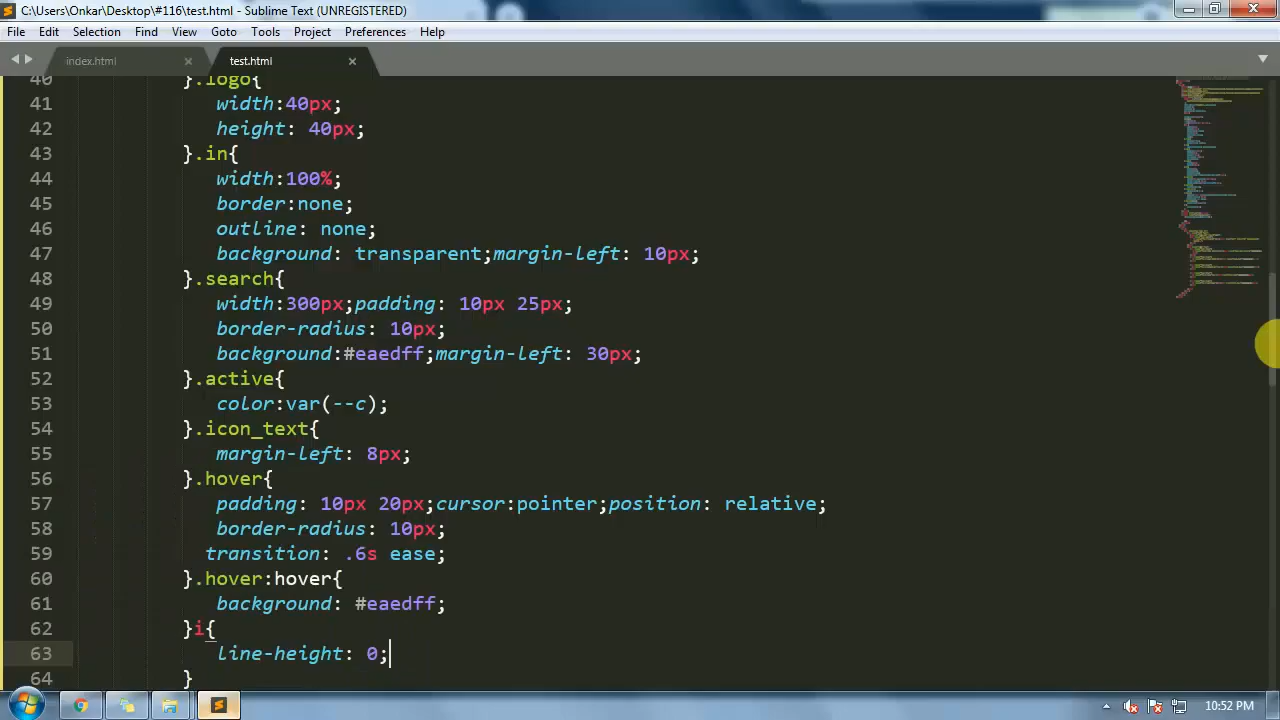 C:\Users\Onkar\Desktop\#116\test.html - Sublime Text (UNREGISTERED)
File Edit Selection Find View Goto Tools Project Preferences Help
index.html test.html
40 }.logo{
41 width:40px;
42 height: 40px;
43 }.in{
44 width:100%;
45 border:none;
46 outline: none;
47 background: transparent;margin-left: 10px;
48 }.search{
49 width:300px;padding: 10px 25px;
50 border-radius: 10px;
51 background:#eaedff;margin-left: 30px;
52 }.active{
53 color:var(--c);
54 }.icon_text{
55 margin-left: 8px;
56 }.hover{
57 padding: 10px 20px;cursor:pointer;position: relative;
58 border-radius: 10px;
59 transition: .6s ease;
60 }.hover:hover{
61 background: #eaedff;
62 }i{
63 line-height: 0;
64 }
10:52 PM